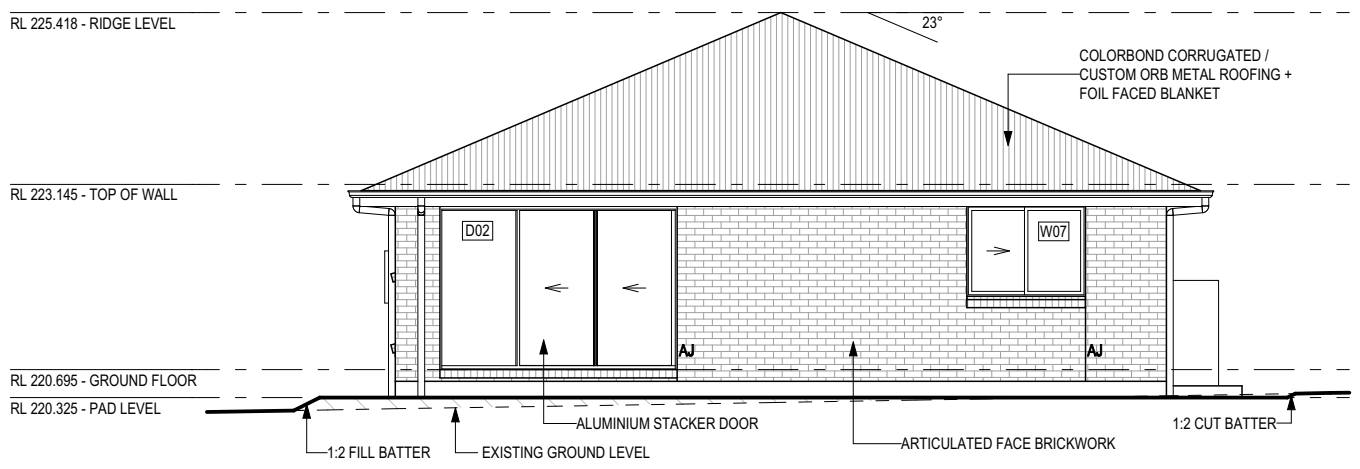 RL 225.418 - RIDGE LEVEL
23°
COLORBOND CORRUGATED /
CUSTOM ORB METAL ROOFING +
FOIL FACED BLANKET
RL 223.145 - TOP OF WALL
D02
W07
AJ
AJ
RL 220.695 - GROUND FLOOR
RL 220.325 - PAD LEVEL
ALUMINIUM STACKER DOOR
1:2 CUT BATTER
ARTICULATED FACE BRICKWORK
1:2 FILL BATTER
EXISTING GROUND LEVEL